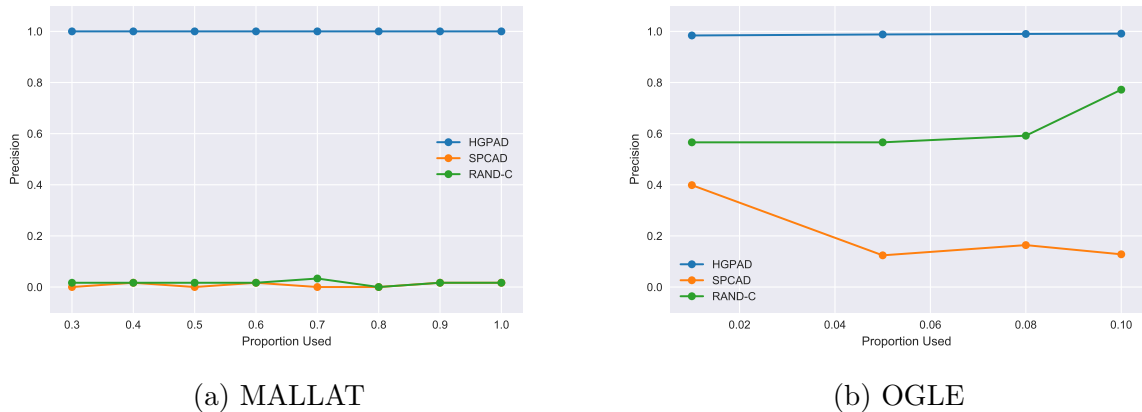 1.0
0.8
0.6
0.4
0.2
0.0
Precision
HGPAD
SPCAD
RAND-C
0.3 0.4 0.5 0.6 0.7 0.8 0.9 1.0
Proportion Used
(a) MALLAT
1.0
0.8
0.6
0.4
0.2
0.0
Precision
HGPAD
SPCAD
RAND-C
0.02 0.04 0.06 0.08 0.10
Proportion Used
(b) OGLE